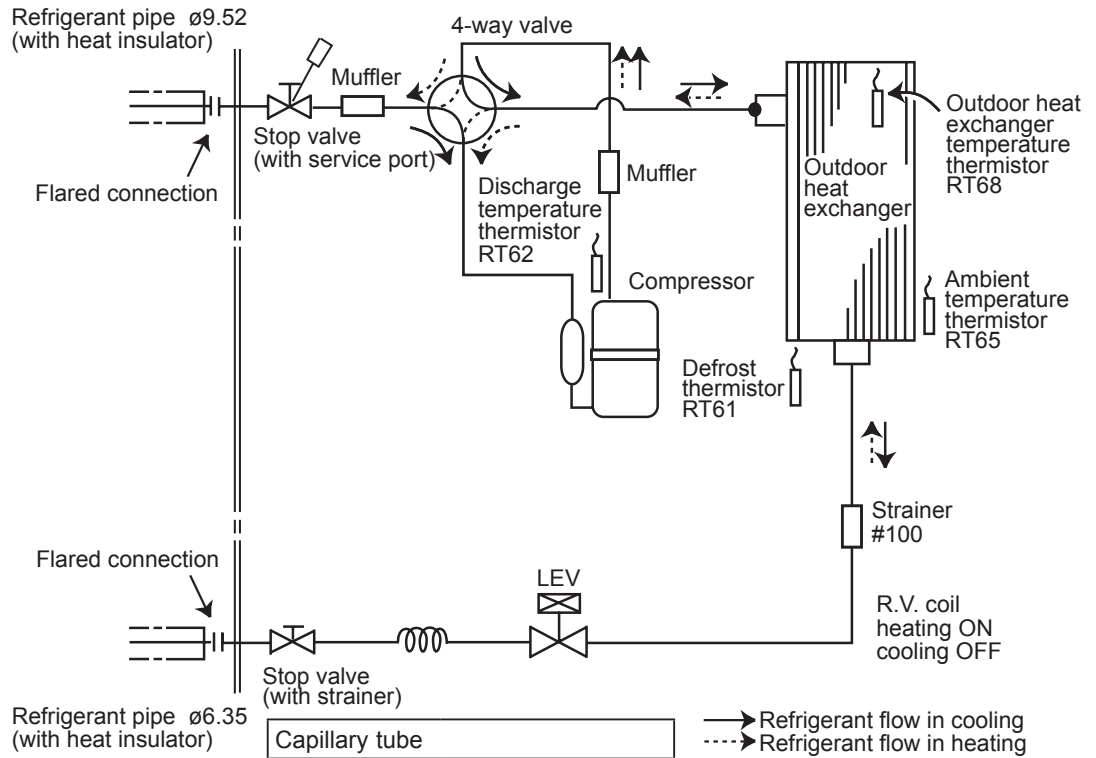 Refrigerant pipe ø9.52
(with heat insulator)
4-way valve
Muffler
Stop valve
(with service port)
Flared connection
Discharge
temperature
thermistor
RT62
Muffler
Compressor
Outdoor
heat
exchanger
Outdoor heat
exchanger
temperature
thermistor
RT68
Ambient
temperature
thermistor
RT65
Defrost
thermistor
RT61
Strainer
#100
Flared connection
LEV
R.V. coil
heating ON
cooling OFF
Stop valve
(with strainer)
Refrigerant pipe ø6.35
(with heat insulator)
Capillary tube
Refrigerant flow in cooling
Refrigerant flow in heating